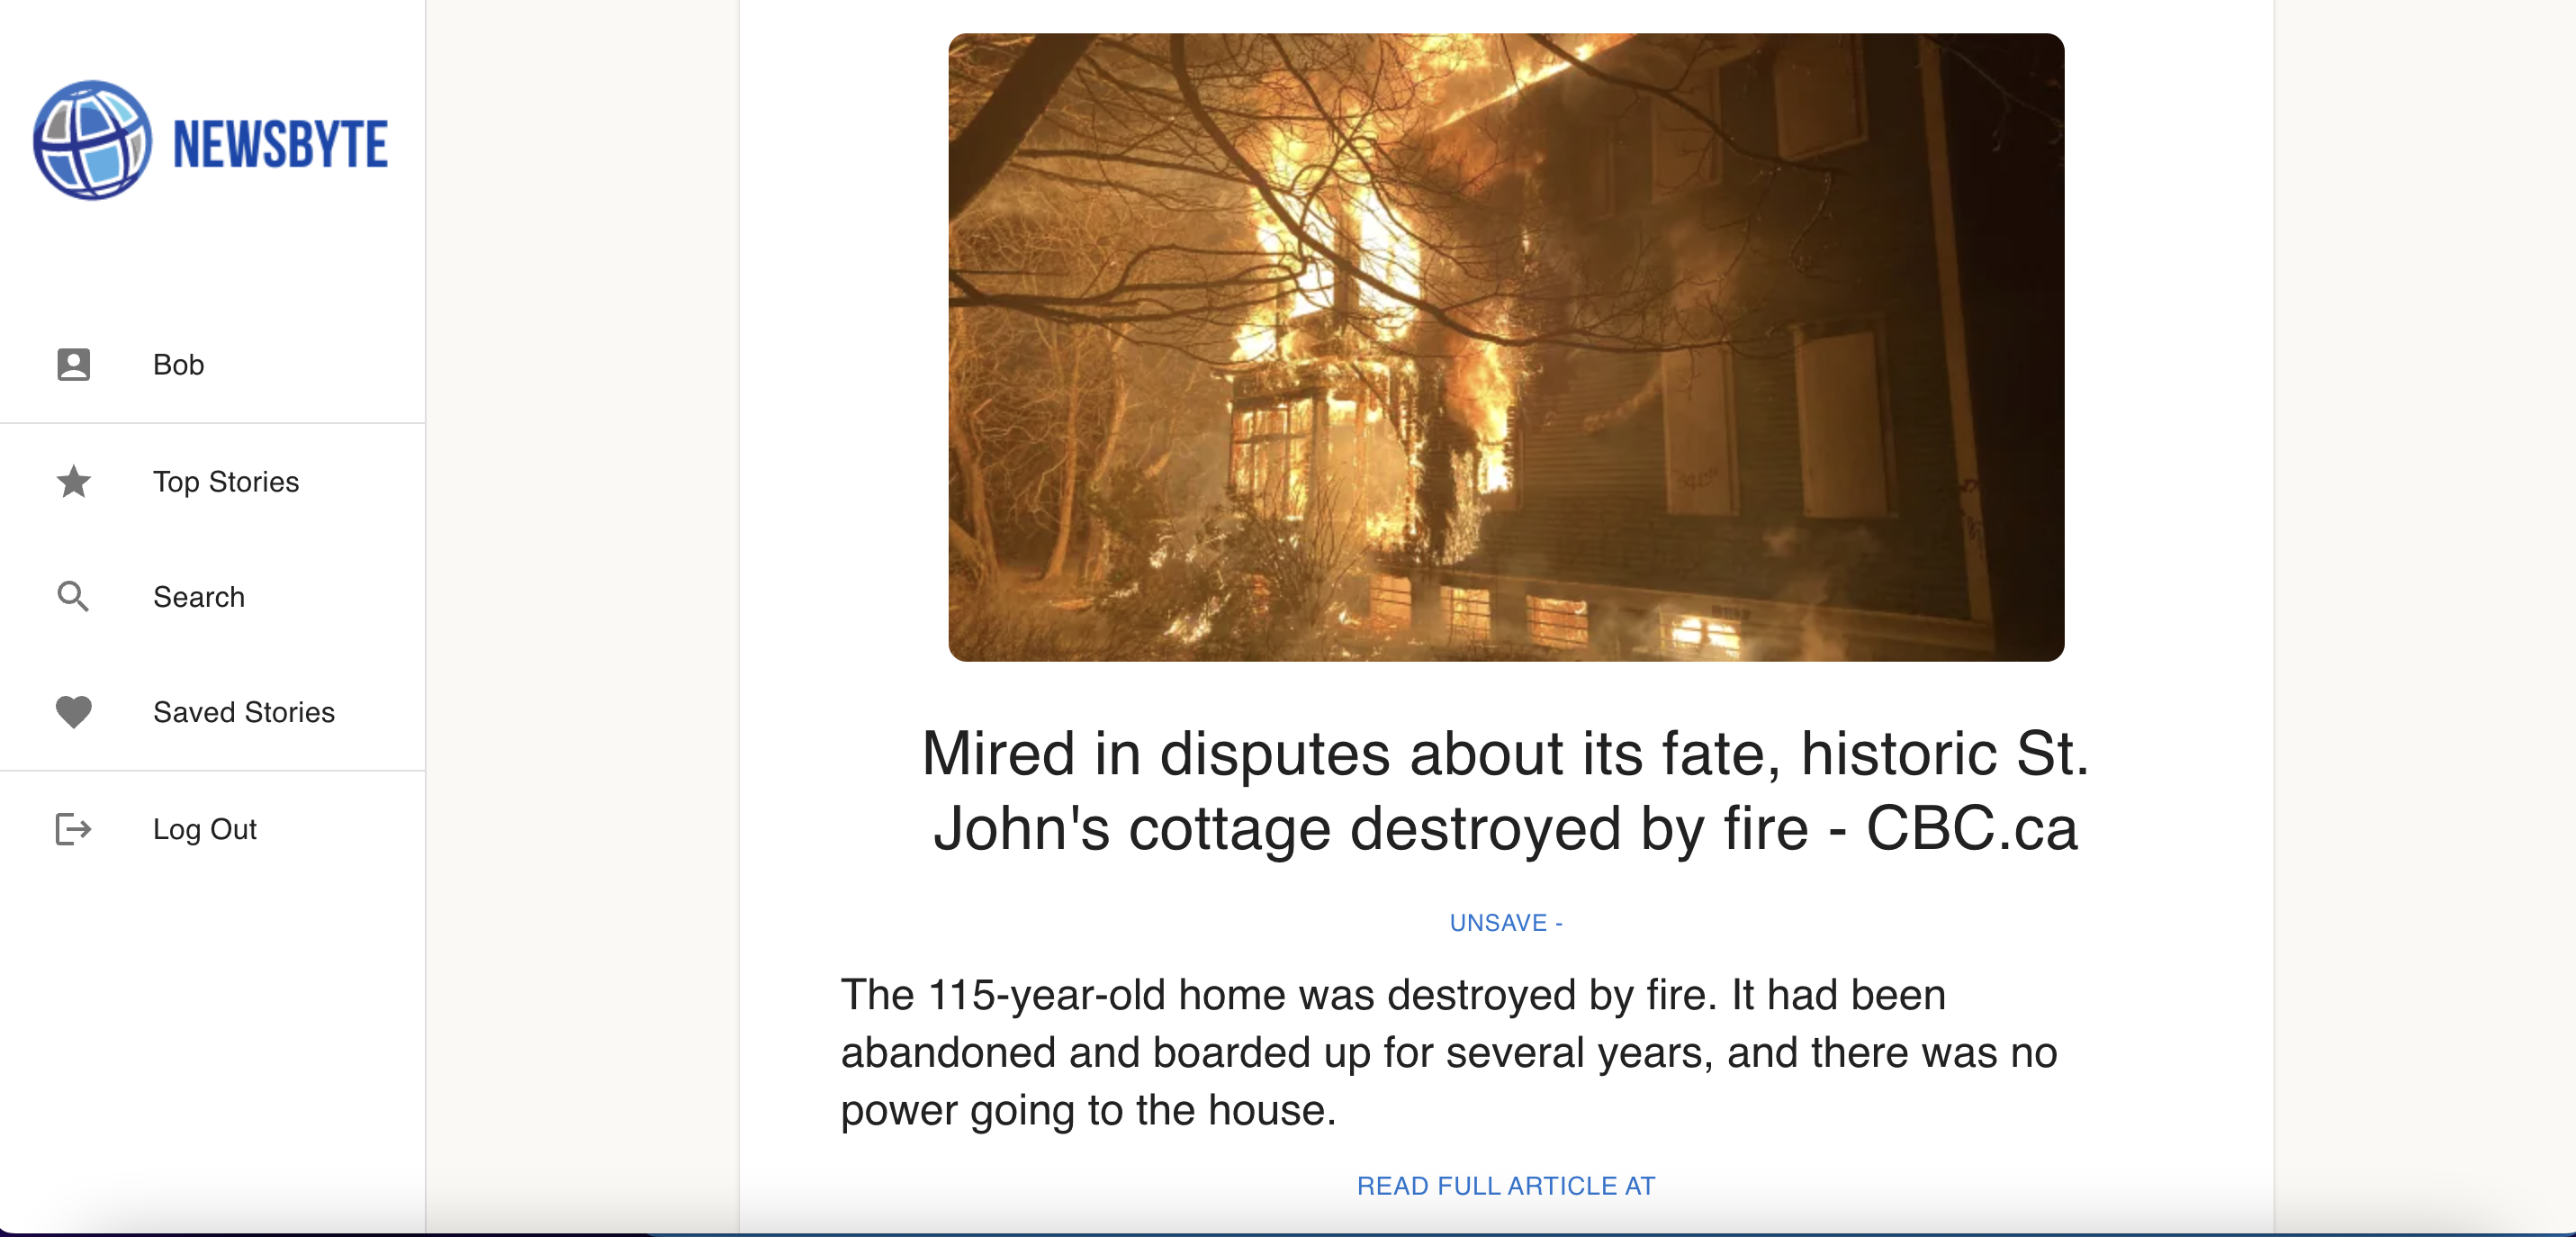 NEWSBYTE
Bob
Top Stories
Search
Saved Stories
Log Out
Mired in disputes about its fate, historic St.
John's cottage destroyed by fire - CBC.ca
UNSAVE -
The 115-year-old home was destroyed by fire. It had been
abandoned and boarded up for several years, and there was no
power going to the house.
READ FULL ARTICLE AT